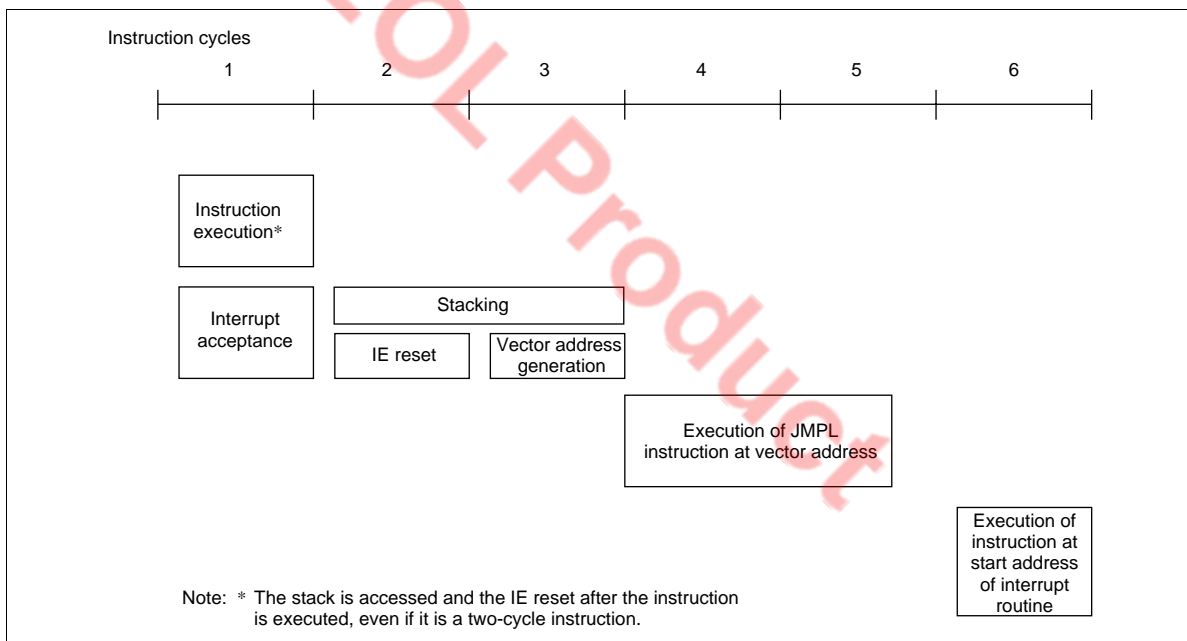 Instruction cycles
1 2 3 4 5 6
Instruction
execution*
Interrupt
acceptance
Stacking
IE reset
Vector address
generation
Execution of JMPL
instruction at vector address
Execution of
instruction at
start address
of interrupt
routine
Note: * The stack is accessed and the IE reset after the instruction
is executed, even if it is a two-cycle instruction.
OL Product